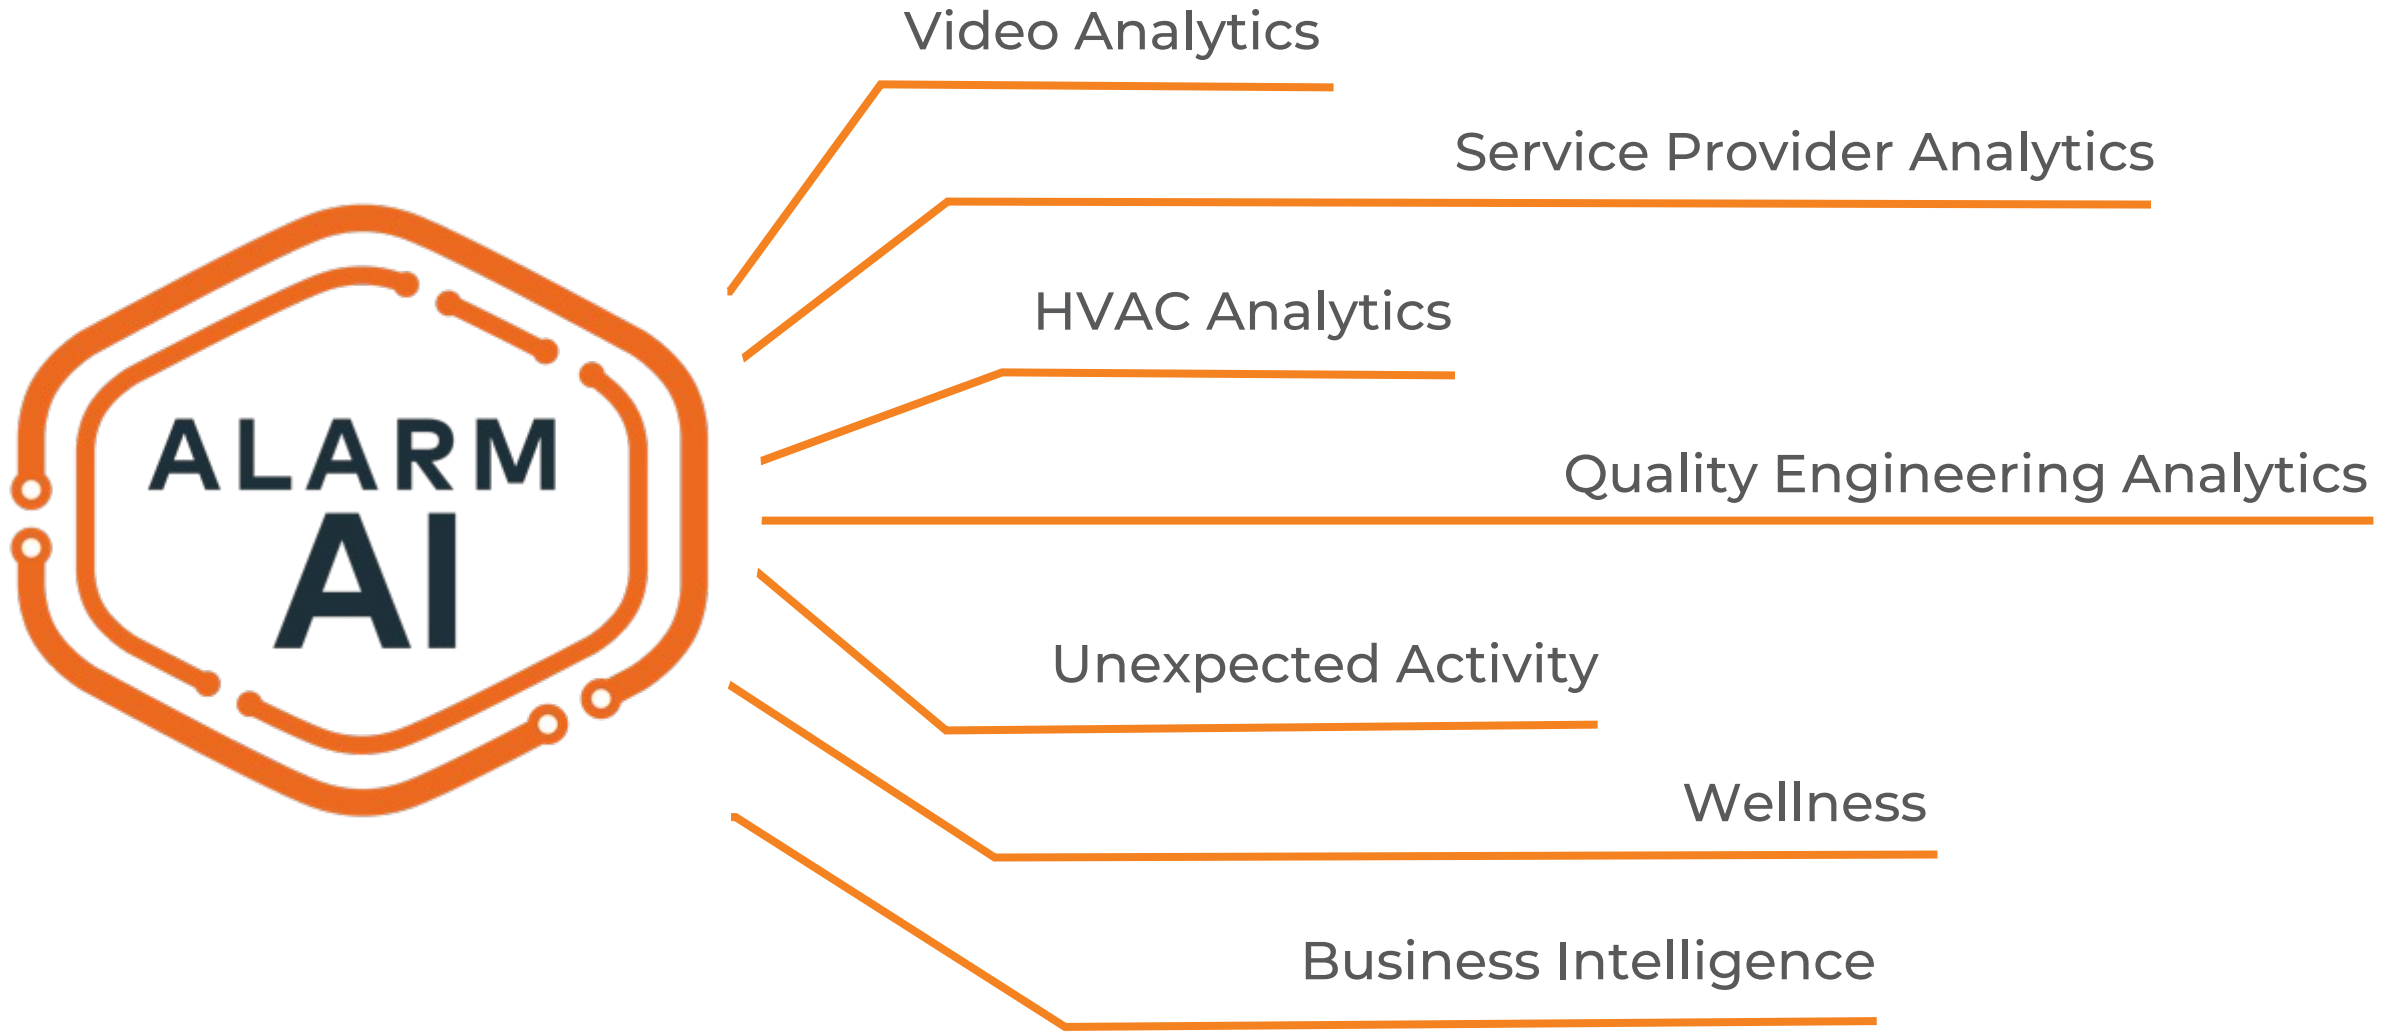 Video Analytics
Service Provider Analytics
HVAC Analytics
ALARM
AI
Quality Engineering Analytics
Unexpected Activity
Wellness
Business Intelligence